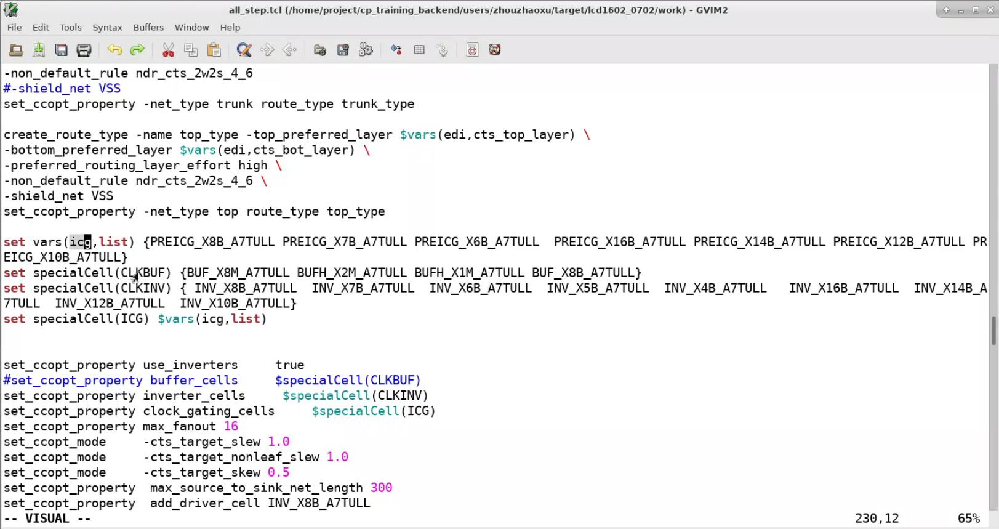 all_step.tcl (/home/project/cp_training_backend/users/zhouzhaoxu/target/lcd1602_0702/work) - GVIM2
File Edit Tools Syntax Buffers Window Help
-non_default_rule ndr_cts_2w2s_4_6
#-shield_net VSS
set_ccopt_property -net_type trunk route_type trunk_type
create_route_type -name top_type -top_preferred_layer $vars(edi,cts_top_layer) \
-bottom_preferred_layer $vars(edi,cts_bot_layer) \
-preferred_routing_layer_effort high \
-non_default_rule ndr_cts_2w2s_4_6 \
-shield_net VSS
set_ccopt_property -net_type top route_type top_type
set vars(icg,list) {PREICG_X8B_A7TULL PREICG_X7B_A7TULL PREICG_X6B_A7TULL  PREICG_X16B_A7TULL PREICG_X14B_A7TULL PREICG_X12B_A7TULL PR
EICG_X10B_A7TULL}
set specialCell(CLKBUF) {BUF_X8M_A7TULL BUFH_X2M_A7TULL BUFH_X1M_A7TULL BUF_X8B_A7TULL}
set specialCell(CLKINV) { INV_X8B_A7TULL  INV_X7B_A7TULL  INV_X6B_A7TULL  INV_X5B_A7TULL  INV_X4B_A7TULL   INV_X16B_A7TULL  INV_X14B_A
7TULL  INV_X12B_A7TULL  INV_X10B_A7TULL}
set specialCell(ICG) $vars(icg,list)
set_ccopt_property use_inverters     true
#set_ccopt_property buffer_cells     $specialCell(CLKBUF)
set_ccopt_property inverter_cells     $specialCell(CLKINV)
set_ccopt_property clock_gating_cells     $specialCell(ICG)
set_ccopt_property max_fanout 16
set_ccopt_mode     -cts_target_slew 1.0
set_ccopt_mode     -cts_target_nonleaf_slew 1.0
set_ccopt_mode     -cts_target_skew 0.5
set_ccopt_property  max_source_to_sink_net_length 300
set_ccopt_property  add_driver_cell INV_X8B_A7TULL
-- VISUAL -- 230,12 65%